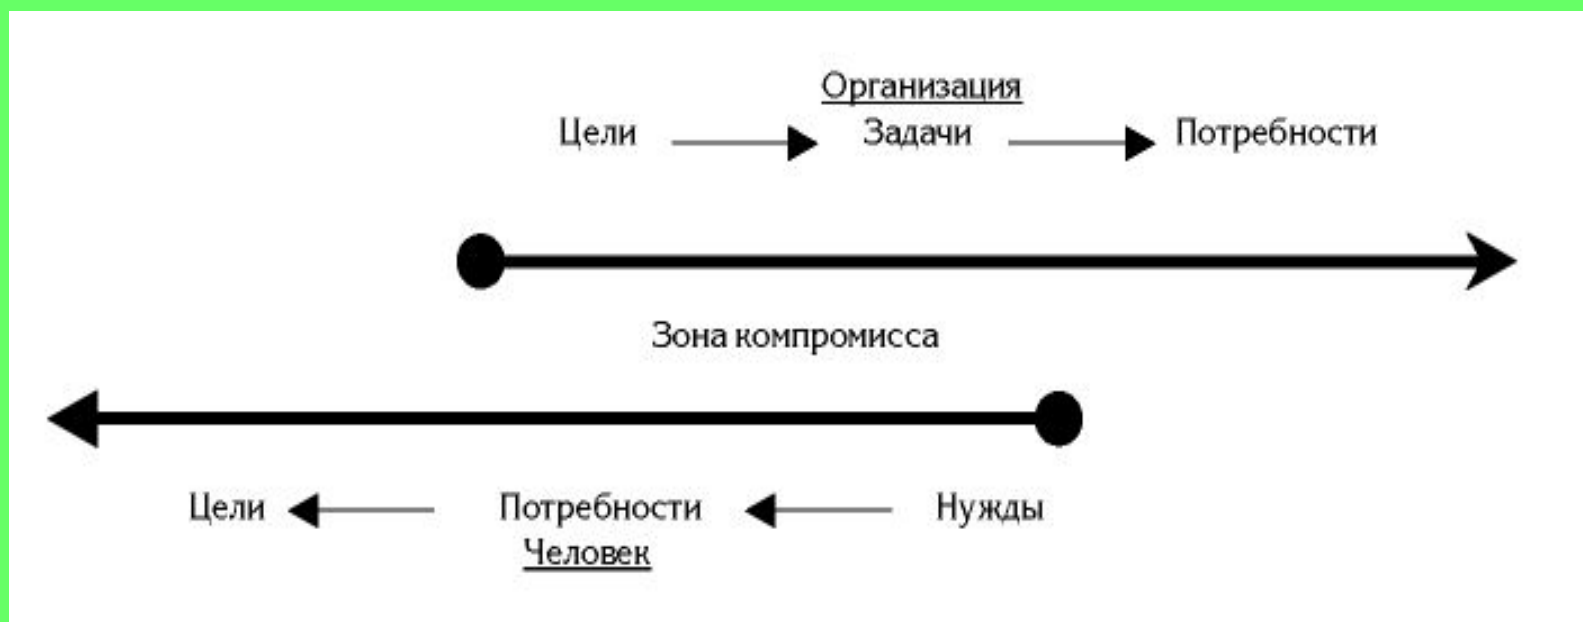 Организация
Цели Задачи Потребности
Зона компромисса
Цели Потребности Нужды
Человек